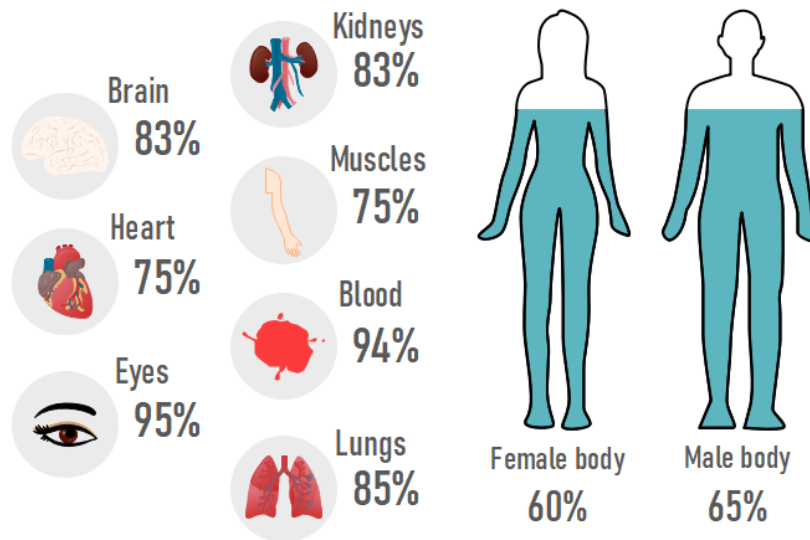 Brain
83%
Heart
75%
Eyes
95%
Kidneys
83%
Muscles
75%
Blood
94%
Lungs
85%
Female body
60%
Male body
65%